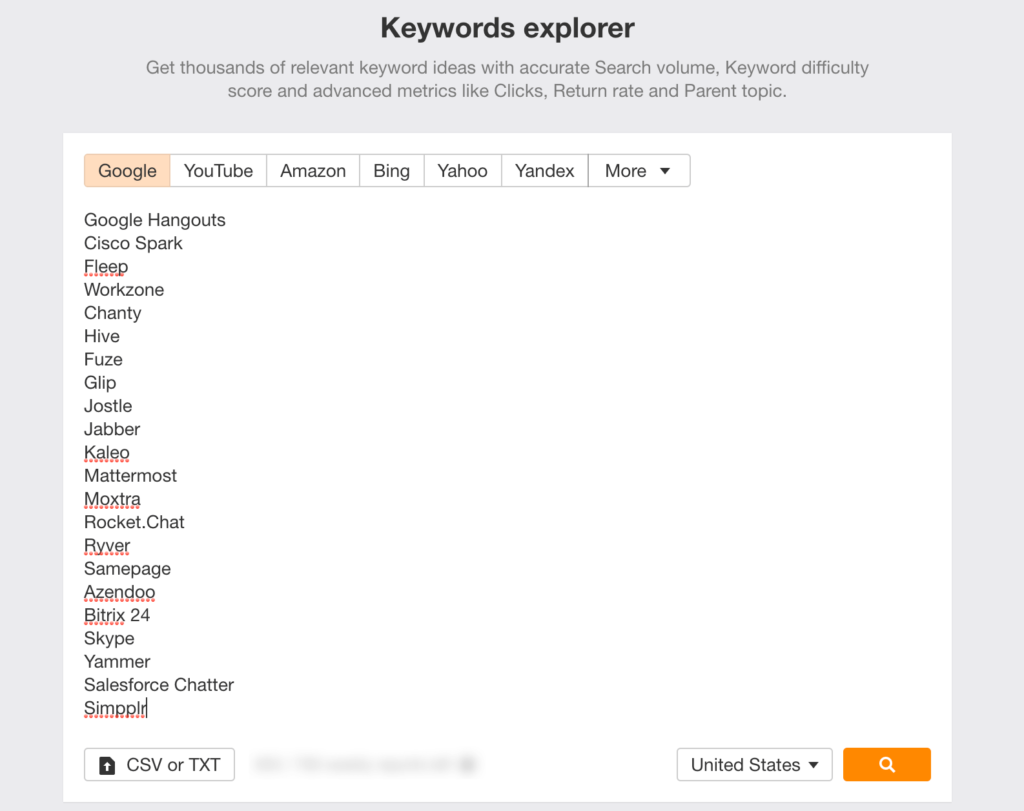 Keywords explorer
Get thousands of relevant keyword ideas with accurate Search volume, Keyword difficulty
score and advanced metrics like Clicks, Return rate and Parent topic.
Google YouTube Amazon Bing Yahoo Yandex More
Google Hangouts
Cisco Spark
Fleep
Workzone
Chanty
Hive
Fuze
Glip
Jostle
Jabber
Kaleo
Mattermost
Moxtra
Rocket.Chat
Ryver
Samepage
Azendoo
Bitrix 24
Skype
Yammer
Salesforce Chatter
Simpplr
CSV or TXT United States